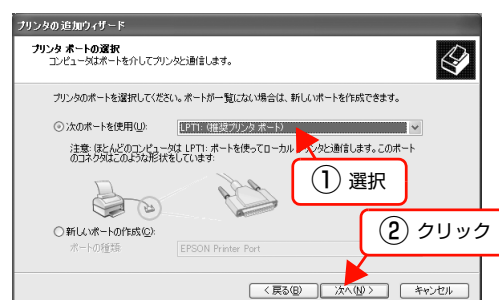 プリンタの追加ウィザード
プリンタ ポートの選択
コンピュータはポートを介してプリンタと通信します。
プリンタのポートを選択してください。ポートが一覧にない場合は、新しいポートを作成できます。
次のポートを使用(U):
LPT1: (推奨プリンタ ポート)
注意: ほとんどのコンピュータは LPT1: ポートを使ってローカル プリンタと通信します。このポート
のコネクタはこのような形状をしています:
① 選択
新しいポートの作成(C):
② クリック
ポートの種類
EPSON Printer Port
< 戻る(B)
次へ(N) >
キャンセル